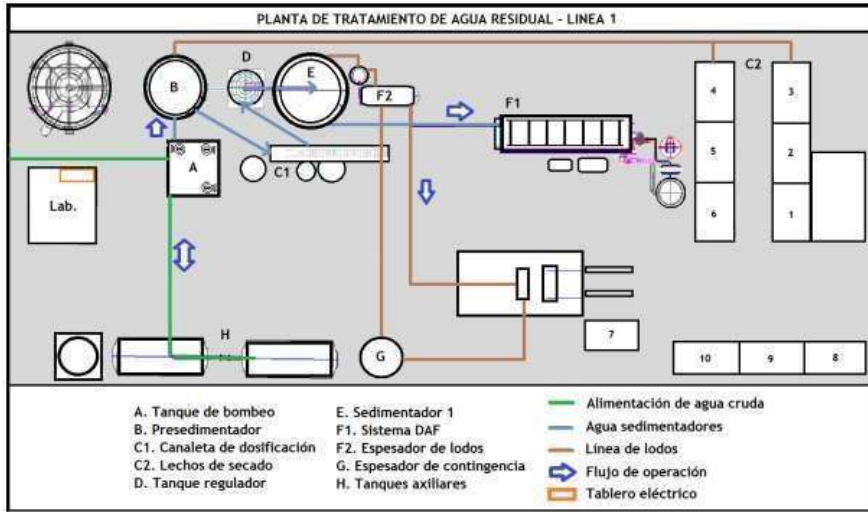 PLANTA DE TRATAMIENTO DE AGUA RESIDUAL - LINEA 1
D
C2
E
B
F2
F1
4
3
A
C1
5
2
Lab.
6
1
H
7
G
10
9
8
A. Tanque de bombeo
B. Presedimentador
C1. Canaleta de dosificación
C2. Lechos de secado
D. Tanque regulador
E. Sedimentador 1
F1. Sistema DAF
F2. Espesador de lodos
G. Espesador de contingencia
H. Tanques axiliares
Alimentación de agua cruda
Agua sedimentadores
Línea de lodos
Flujo de operación
Tablero eléctrico